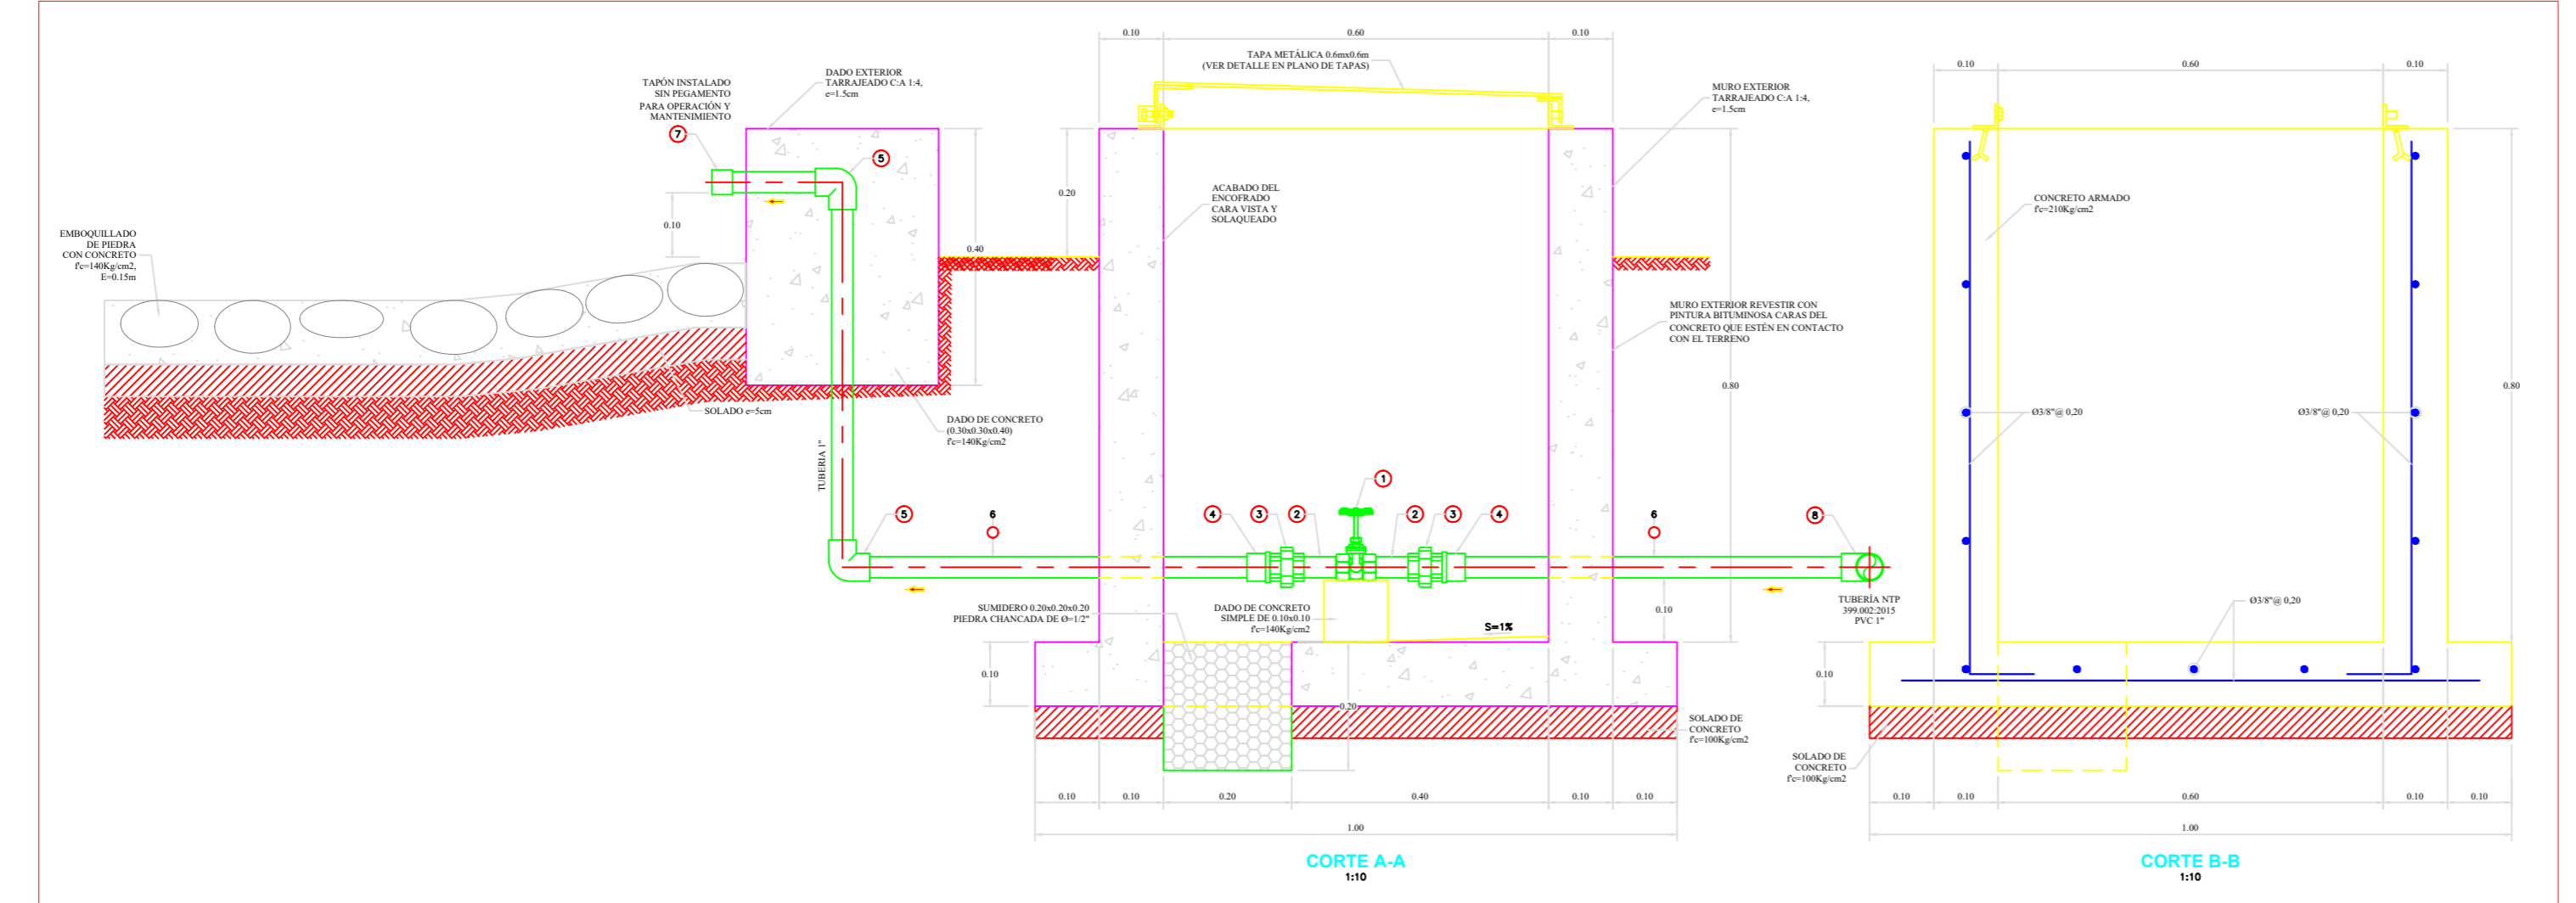 TAPÓN INSTALADO
SIN PEGAMENTO
PARA OPERACIÓN Y
MANTENIMIENTO
7
DADO EXTERIOR
TARRAJEADO C:A 1:4,
e=1.5cm
5
0.10
0.40
EMBOQUILLADO
DE PIEDRA
CON CONCRETO
f'c=140Kg/cm2,
E=0.15m
SOLADO e=5cm
DADO DE CONCRETO
(0.30x0.30x0.40)
f'c=140Kg/cm2
TUBERIA 1"
5
6
0.10
0.60
0.10
TAPA METÁLICA 0.6mx0.6m
(VER DETALLE EN PLANO DE TAPAS)
MURO EXTERIOR
TARRAJEADO C:A 1:4,
e=1.5cm
0.20
ACABADO DEL
ENCOFRADO
CARA VISTA Y
SOLAQUEADO
MURO EXTERIOR REVESTIR CON
PINTURA BITUMINOSA CARAS DEL
CONCRETO QUE ESTÉN EN CONTACTO
CON EL TERRENO
0.80
1
4
3
2
2
3
4
6
8
SUMIDERO 0.20x0.20x0.20
PIEDRA CHANCADA DE Ø=1/2"
DADO DE CONCRETO
SIMPLE DE 0.10x0.10
f'c=140Kg/cm2
S=1%
0.10
TUBERÍA NTP
399.002:2015
PVC 1"
0.10
0.20
SOLADO DE
CONCRETO
f'c=100Kg/cm2
0.10
0.10
0.20
0.40
0.10
0.10
1.00
CORTE A-A
1:10
0.10
0.60
0.10
CONCRETO ARMADO
f'c=210Kg/cm2
0.80
Ø3/8"@ 0,20
Ø3/8"@ 0,20
Ø3/8"@ 0,20
0.10
SOLADO DE
CONCRETO
f'c=100Kg/cm2
0.10
0.10
0.60
0.10
0.10
1.00
CORTE B-B
1:10